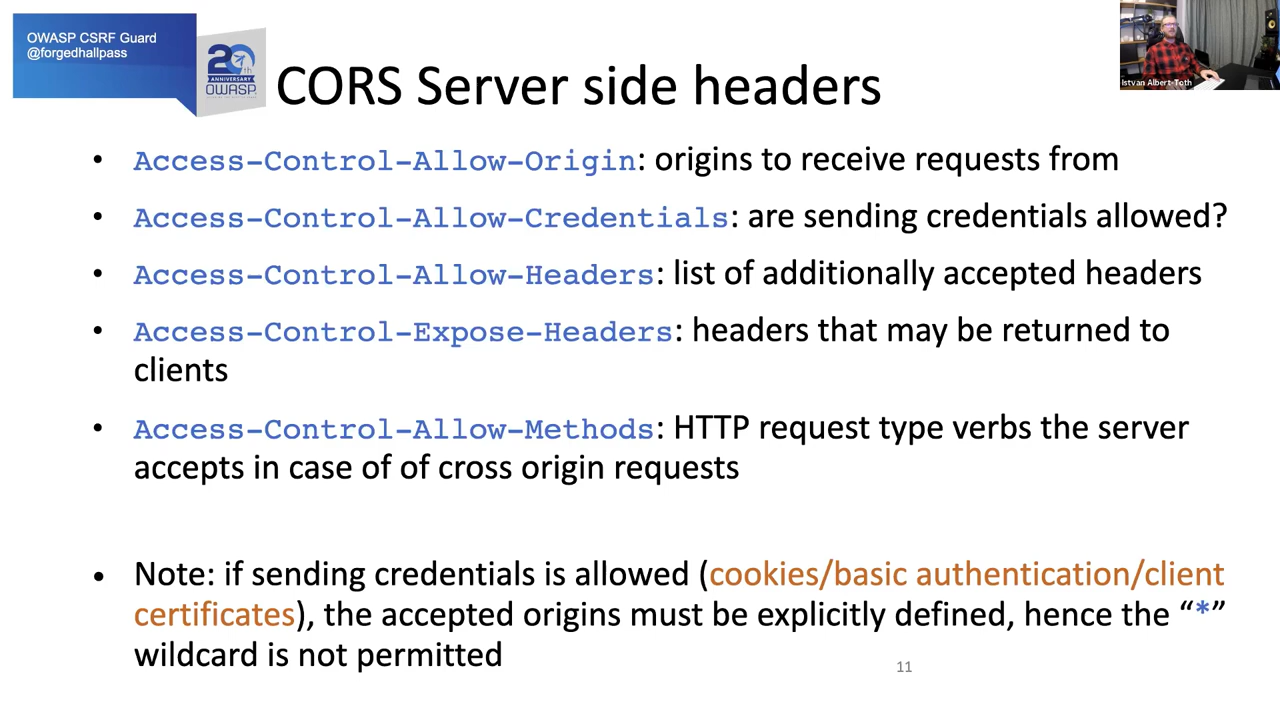 OWASP CSRF Guard
@forgedhallpass
20th
ANNIVERSARY
OWASP
CORS Server side headers
Istvan Albert-Toth
• Access-Control-Allow-Origin: origins to receive requests from
• Access-Control-Allow-Credentials: are sending credentials allowed?
• Access-Control-Allow-Headers: list of additionally accepted headers
• Access-Control-Expose-Headers: headers that may be returned to
clients
• Access-Control-Allow-Methods: HTTP request type verbs the server
accepts in case of of cross origin requests
• Note: if sending credentials is allowed (cookies/basic authentication/client
certificates), the accepted origins must be explicitly defined, hence the “*”
wildcard is not permitted
11